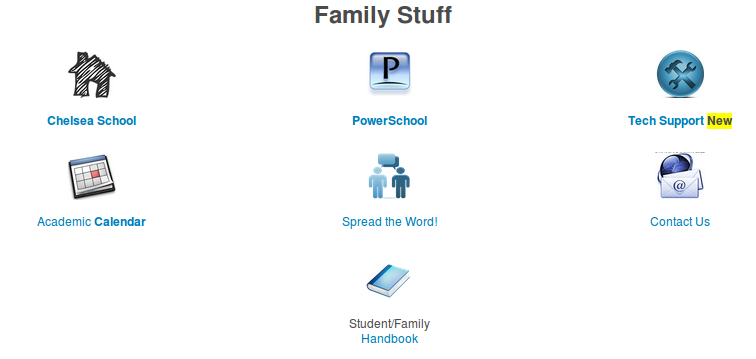 Family Stuff
P
Chelsea School
PowerSchool
Tech Support New
@
Academic Calendar
Spread the Word!
Contact Us
Student/Family
Handbook